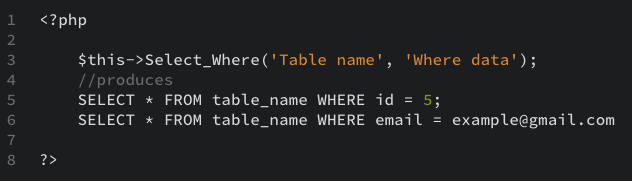 1 <?php
2
3 $this->Select_Where('Table name', 'Where data');
4 //produces
5 SELECT * FROM table_name WHERE id = 5;
6 SELECT * FROM table_name WHERE email = example@gmail.com
7
8 ?>